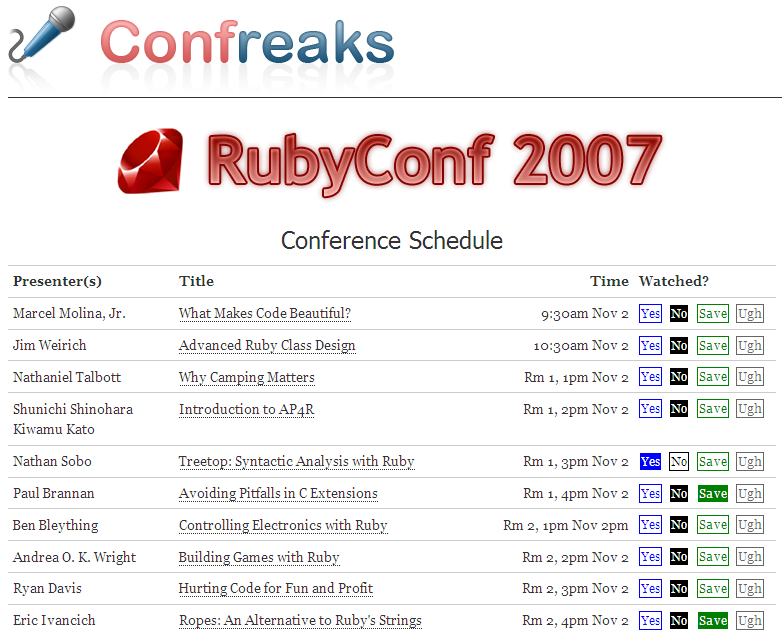 Confreaks
RubyConf 2007
Conference Schedule
Presenter(s) Title Time Watched?
Marcel Molina, Jr. What Makes Code Beautiful? 9:30am Nov 2 Yes No Save Ugh
Jim Weirich Advanced Ruby Class Design 10:30am Nov 2 Yes No Save Ugh
Nathaniel Talbott Why Camping Matters Rm 1, 1pm Nov 2 Yes No Save Ugh
Shunichi Shinohara Introduction to AP4R Rm 1, 2pm Nov 2 Yes No Save Ugh
Kiwamu Kato
Nathan Sobo Treetop: Syntactic Analysis with Ruby Rm 1, 3pm Nov 2 Yes No Save Ugh
Paul Brannan Avoiding Pitfalls in C Extensions Rm 1, 4pm Nov 2 Yes No Save Ugh
Ben Bleything Controlling Electronics with Ruby Rm 2, 1pm Nov 2pm Yes No Save Ugh
Andrea O. K. Wright Building Games with Ruby Rm 2, 2pm Nov 2 Yes No Save Ugh
Ryan Davis Hurting Code for Fun and Profit Rm 2, 3pm Nov 2 Yes No Save Ugh
Eric Ivancich Ropes: An Alternative to Ruby's Strings Rm 2, 4pm Nov 2 Yes No Save Ugh